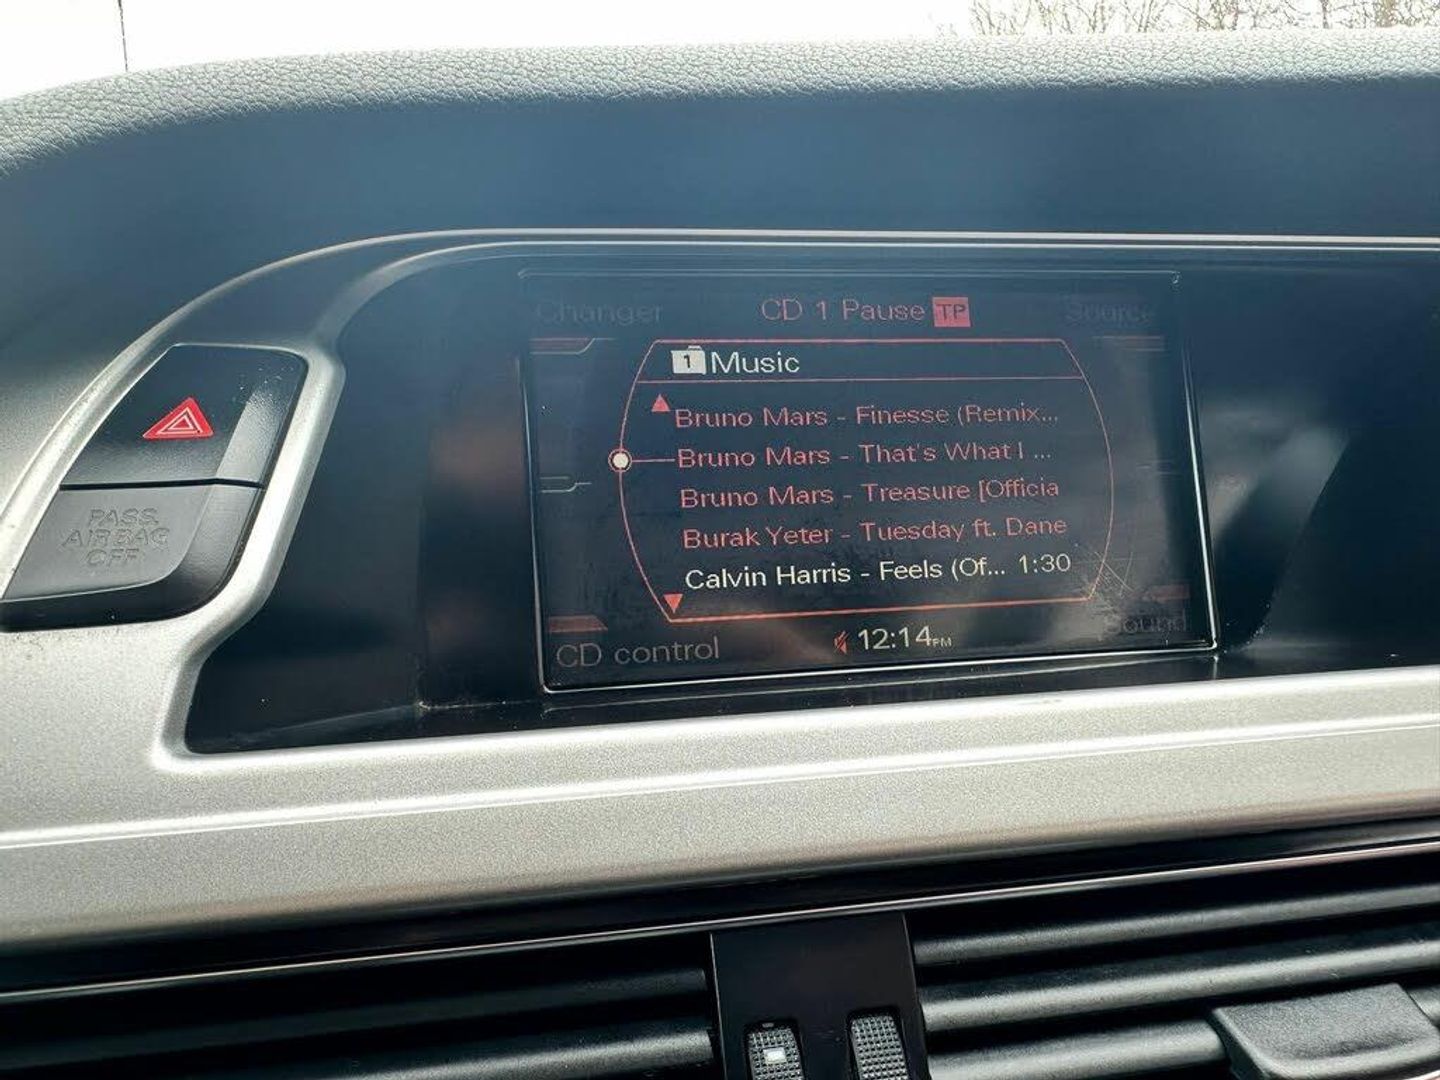 Changer CD 1 Pause TP Source
1 Music
Bruno Mars - Finesse (Remix...
Bruno Mars - That's What I ...
Bruno Mars - Treasure [Officia
Burak Yeter - Tuesday ft. Dane
Calvin Harris - Feels (Of... 1:30
CD control 12:14PM Sound
PASS.
AIRBAG
OFF